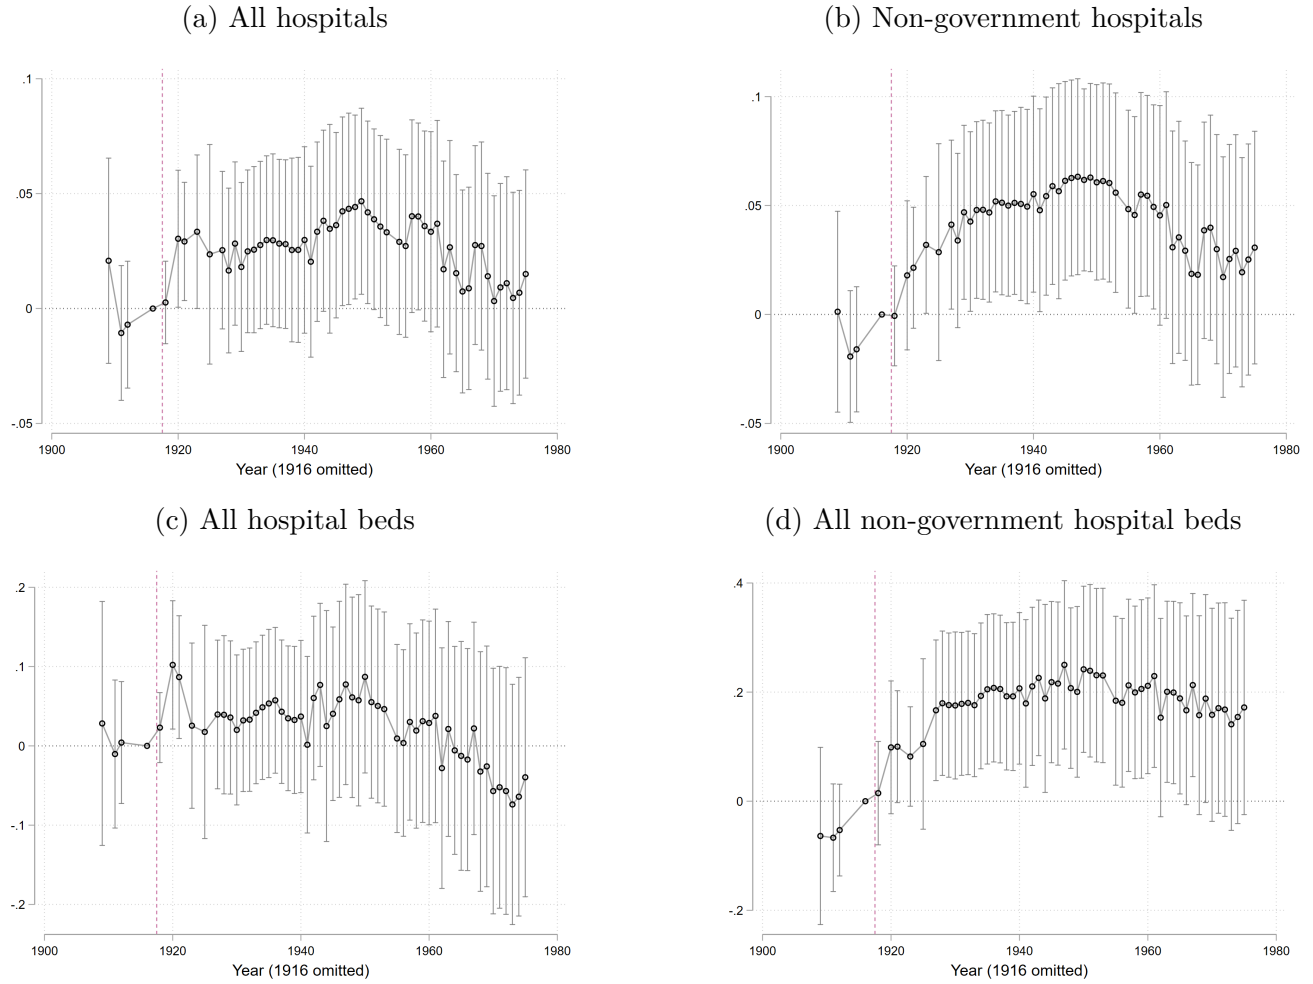 (a) All hospitals
.1
.05
0
-.05
1900 1920 1940 1960 1980
Year (1916 omitted)
(b) Non-government hospitals
.1
.05
0
-.05
1900 1920 1940 1960 1980
Year (1916 omitted)
(c) All hospital beds
.2
.1
0
-.1
-.2
1900 1920 1940 1960 1980
Year (1916 omitted)
(d) All non-government hospital beds
.4
.2
0
-.2
1900 1920 1940 1960 1980
Year (1916 omitted)